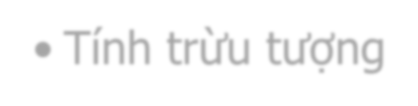 • Tính trừu tượng